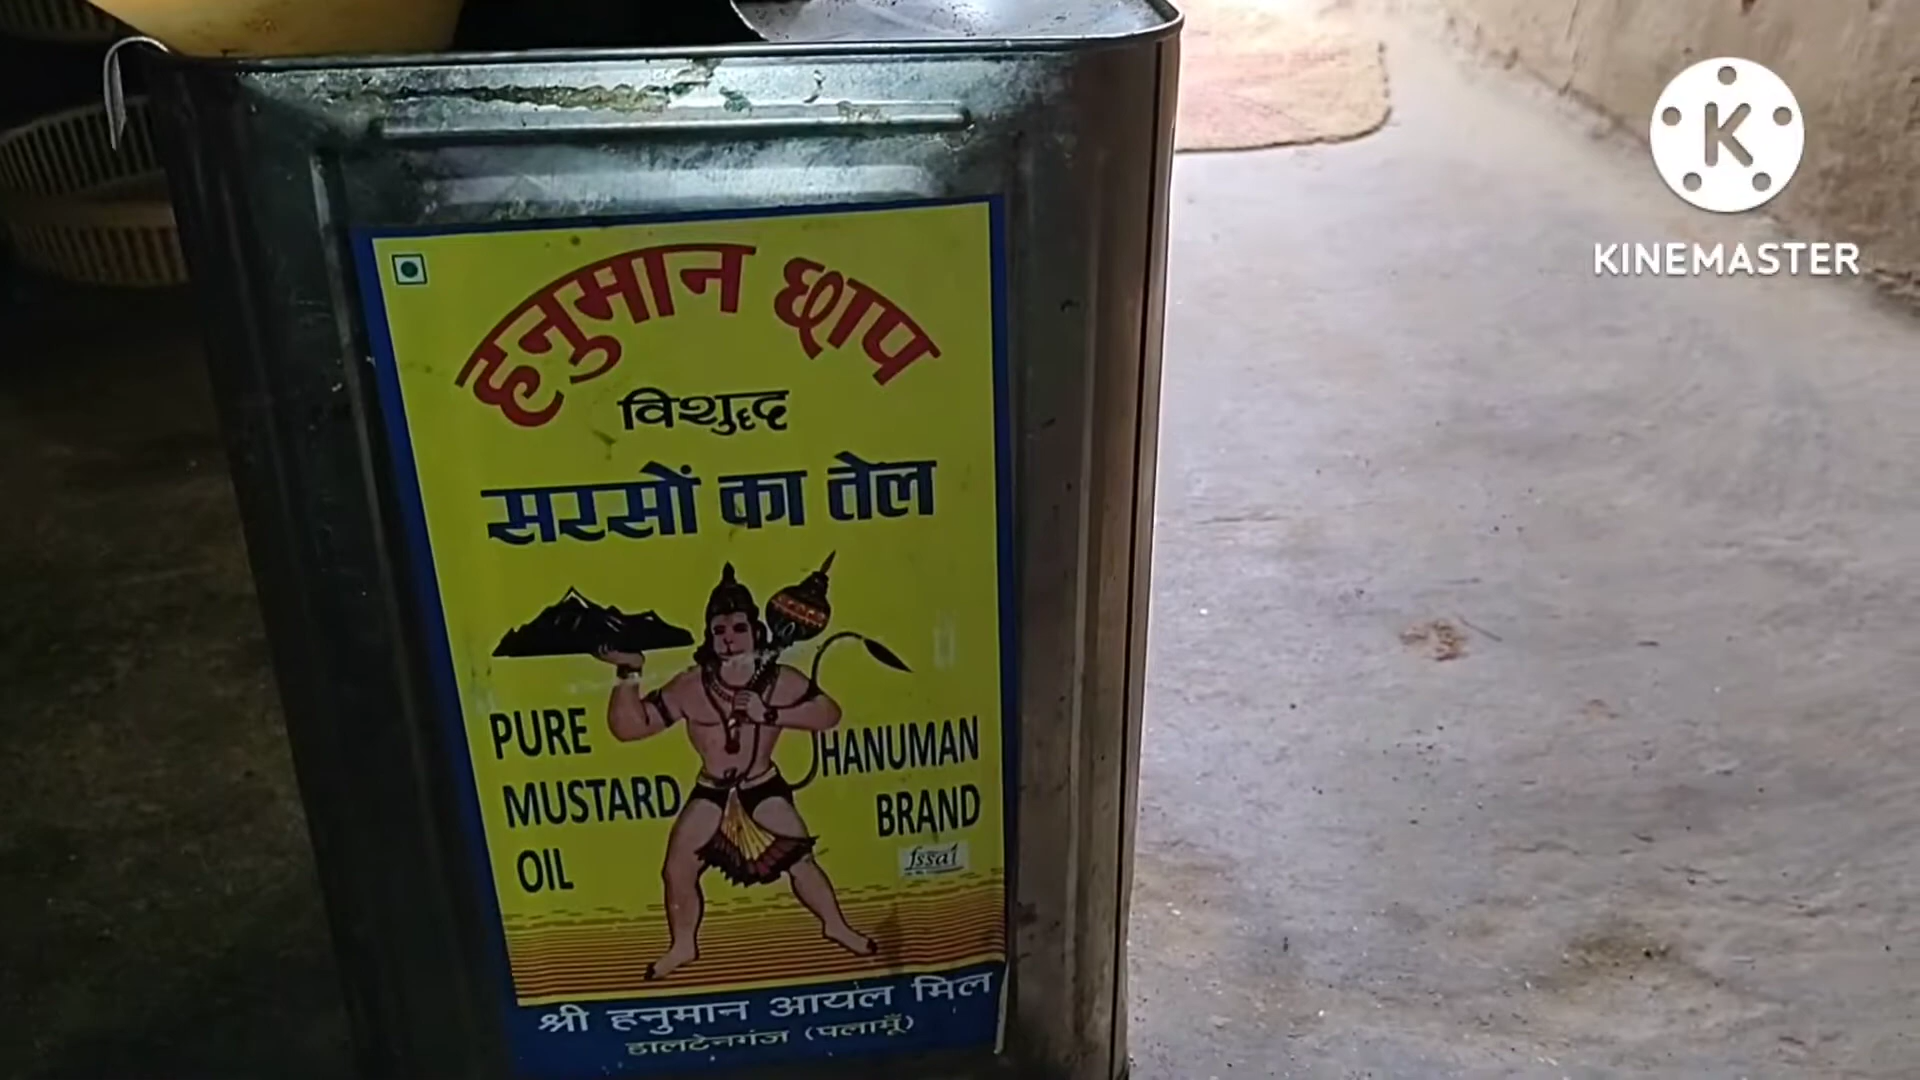 हनुमान छाप
विशुद्ध
सरसों का तेल
PURE
MUSTARD
OIL
HANUMAN
BRAND
fssai
श्री हनुमान आयल मिल
डालटेनगंज (पलामूँ)
K
KINEMASTER